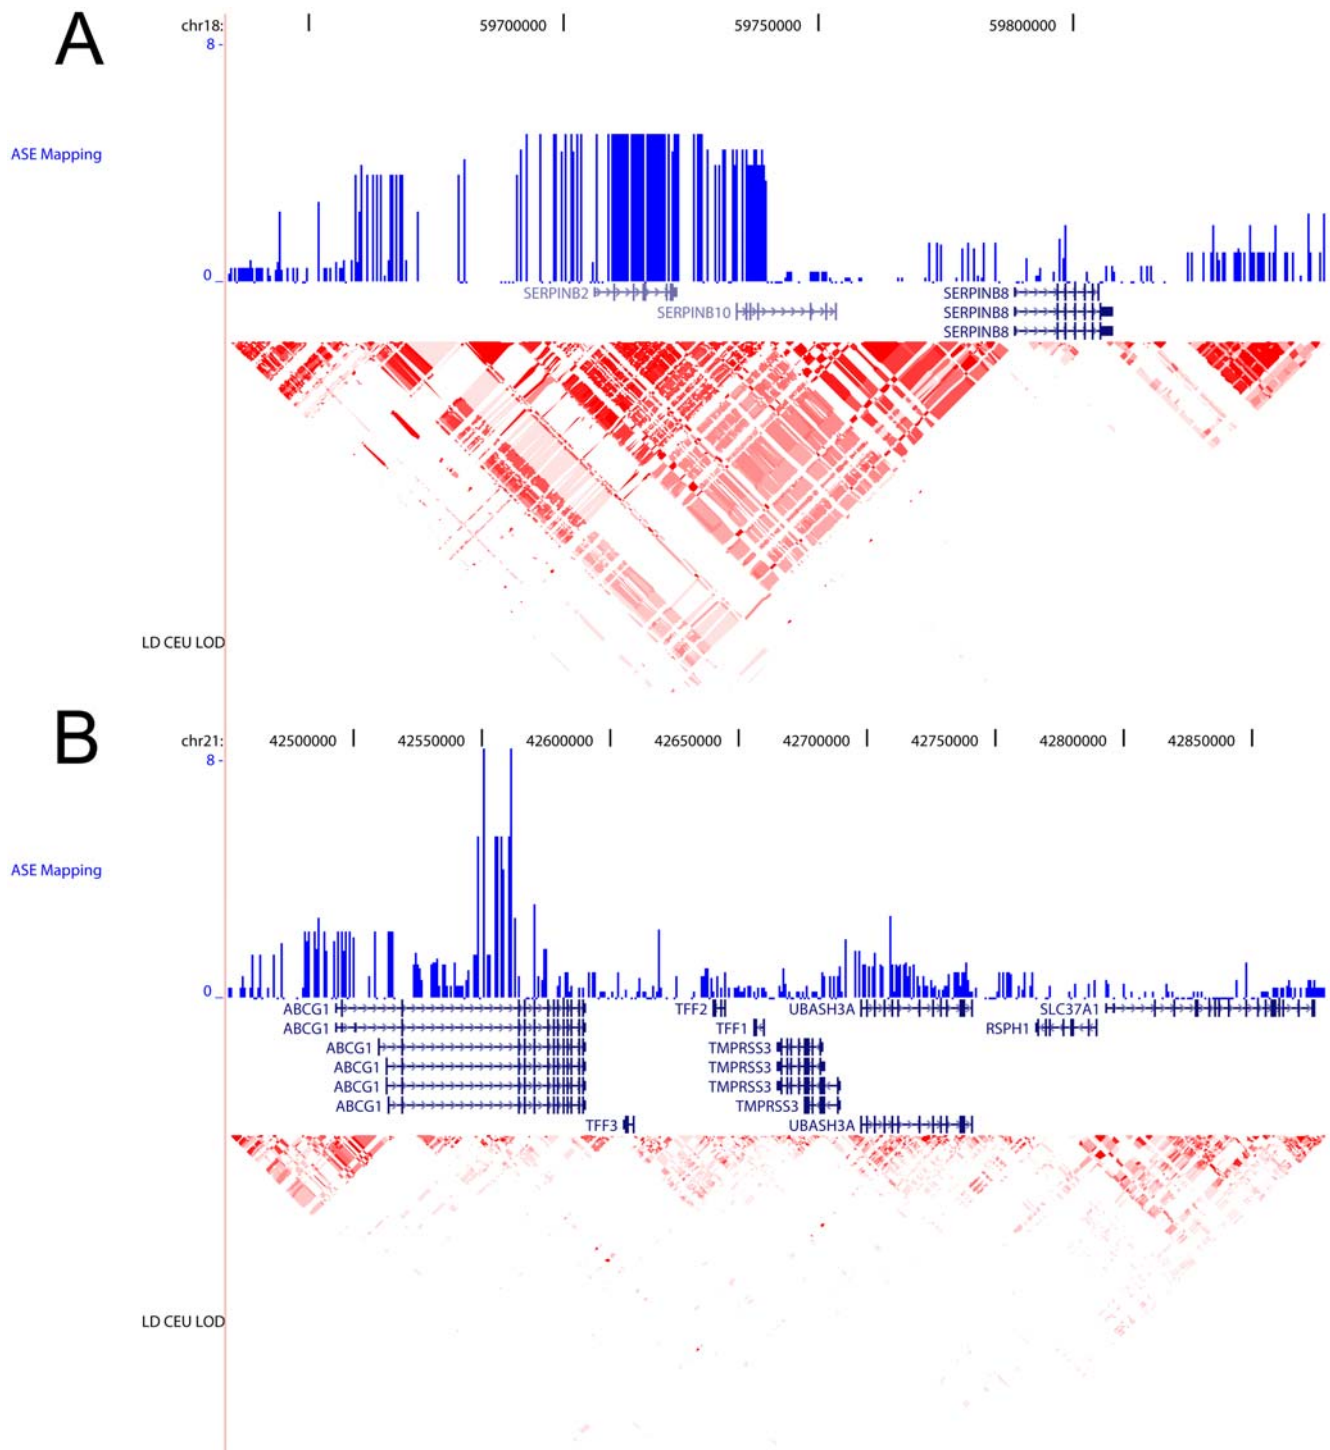 A
chr18: 59700000 59750000 59800000
8 -
ASE Mapping
0 _
SERPINB2 SERPINB8
SERPINB10 SERPINB8
SERPINB8
LD CEU LOD
B
chr21: 42500000 42550000 42600000 42650000 42700000 42750000 42800000 42850000
8 -
ASE Mapping
0 _
ABCG1 TFF2 UBASH3A SLC37A1
ABCG1 TFF1 RSPH1
ABCG1 TMPRSS3
ABCG1 TMPRSS3
ABCG1 TMPRSS3
ABCG1 TMPRSS3
TFF3 UBASH3A
LD CEU LOD